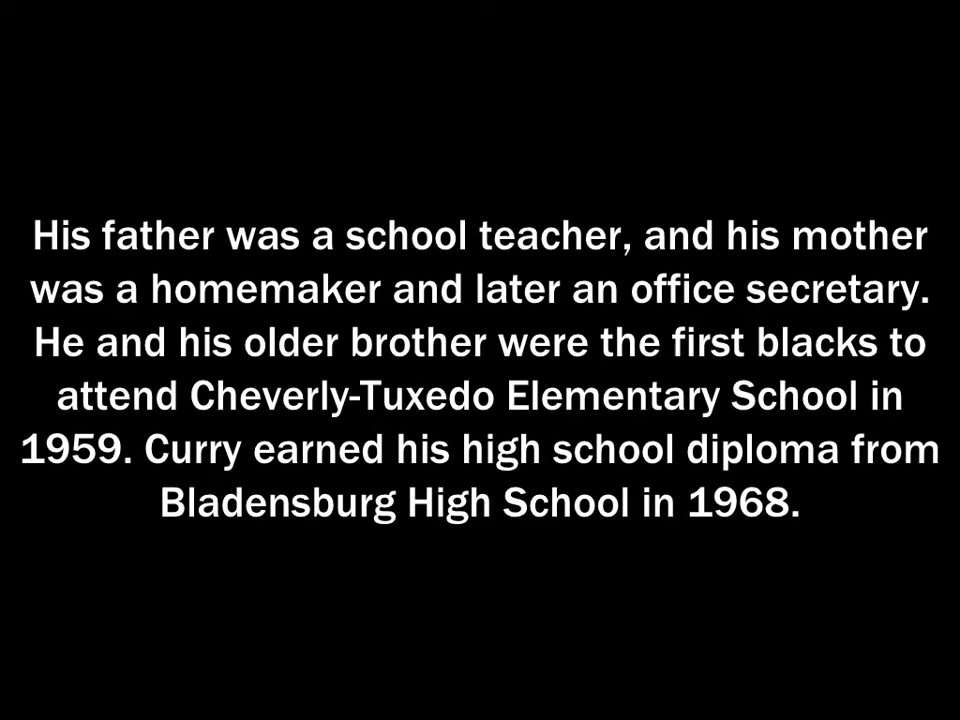 His father was a school teacher, and his mother
was a homemaker and later an office secretary.
He and his older brother were the first blacks to
attend Cheverly-Tuxedo Elementary School in
1959. Curry earned his high school diploma from
Bladensburg High School in 1968.